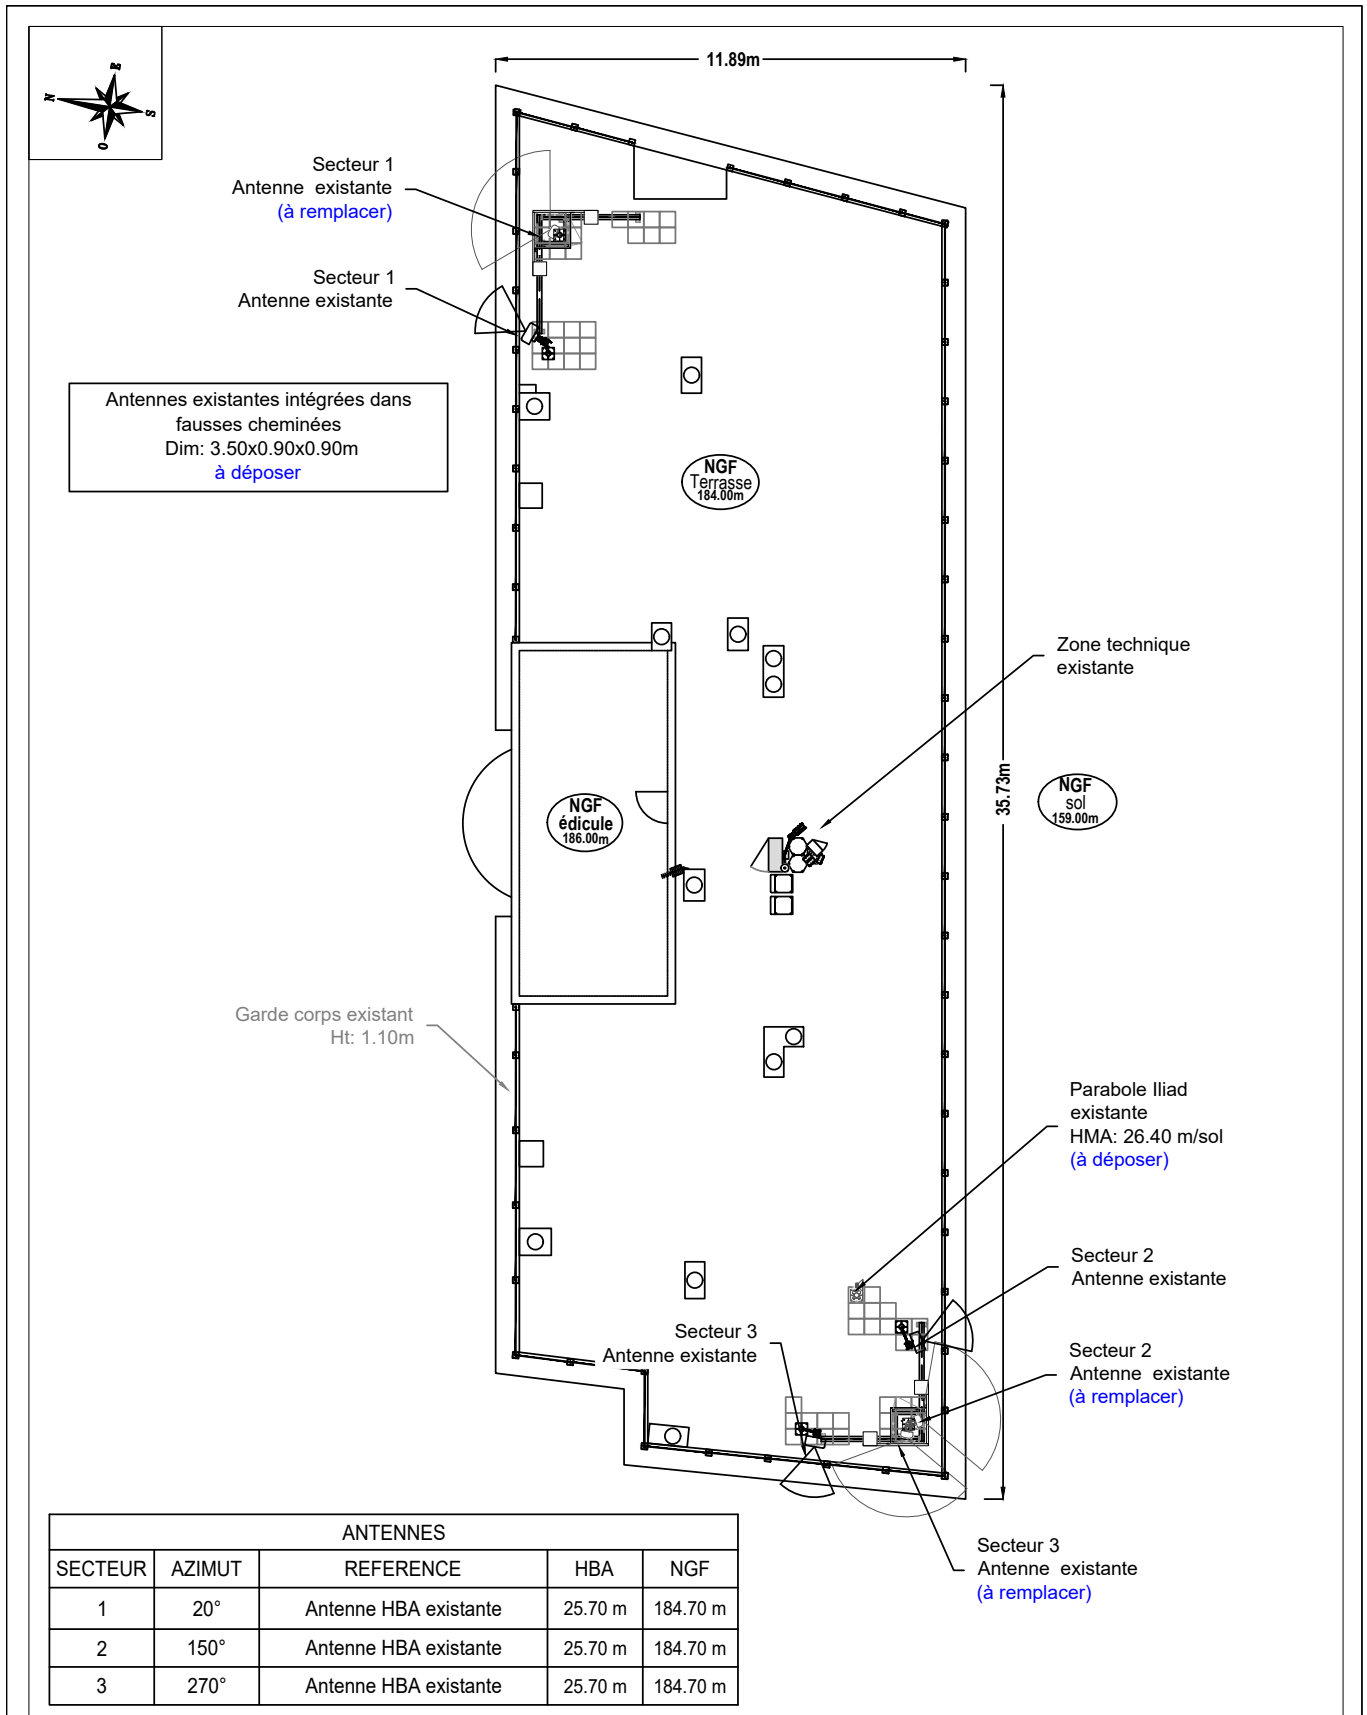 11.89m
N
E
S
O
Secteur 1
Antenne existante
(à remplacer)
Secteur 1
Antenne existante
Antennes existantes intégrées dans
fausses cheminées
Dim: 3.50x0.90x0.90m
à déposer
NGF
Terrasse
184.00m
Zone technique
existante
35.73m
NGF
sol
159.00m
NGF
édicule
186.00m
Garde corps existant
Ht: 1.10m
Parabole Iliad
existante
HMA: 26.40 m/sol
(à déposer)
Secteur 2
Antenne existante
Secteur 3
Antenne existante
Secteur 2
Antenne existante
(à remplacer)
Secteur 3
Antenne existante
(à remplacer)
ANTENNES
SECTEUR AZIMUT REFERENCE HBA NGF
1 20° Antenne HBA existante 25.70 m 184.70 m
2 150° Antenne HBA existante 25.70 m 184.70 m
3 270° Antenne HBA existante 25.70 m 184.70 m